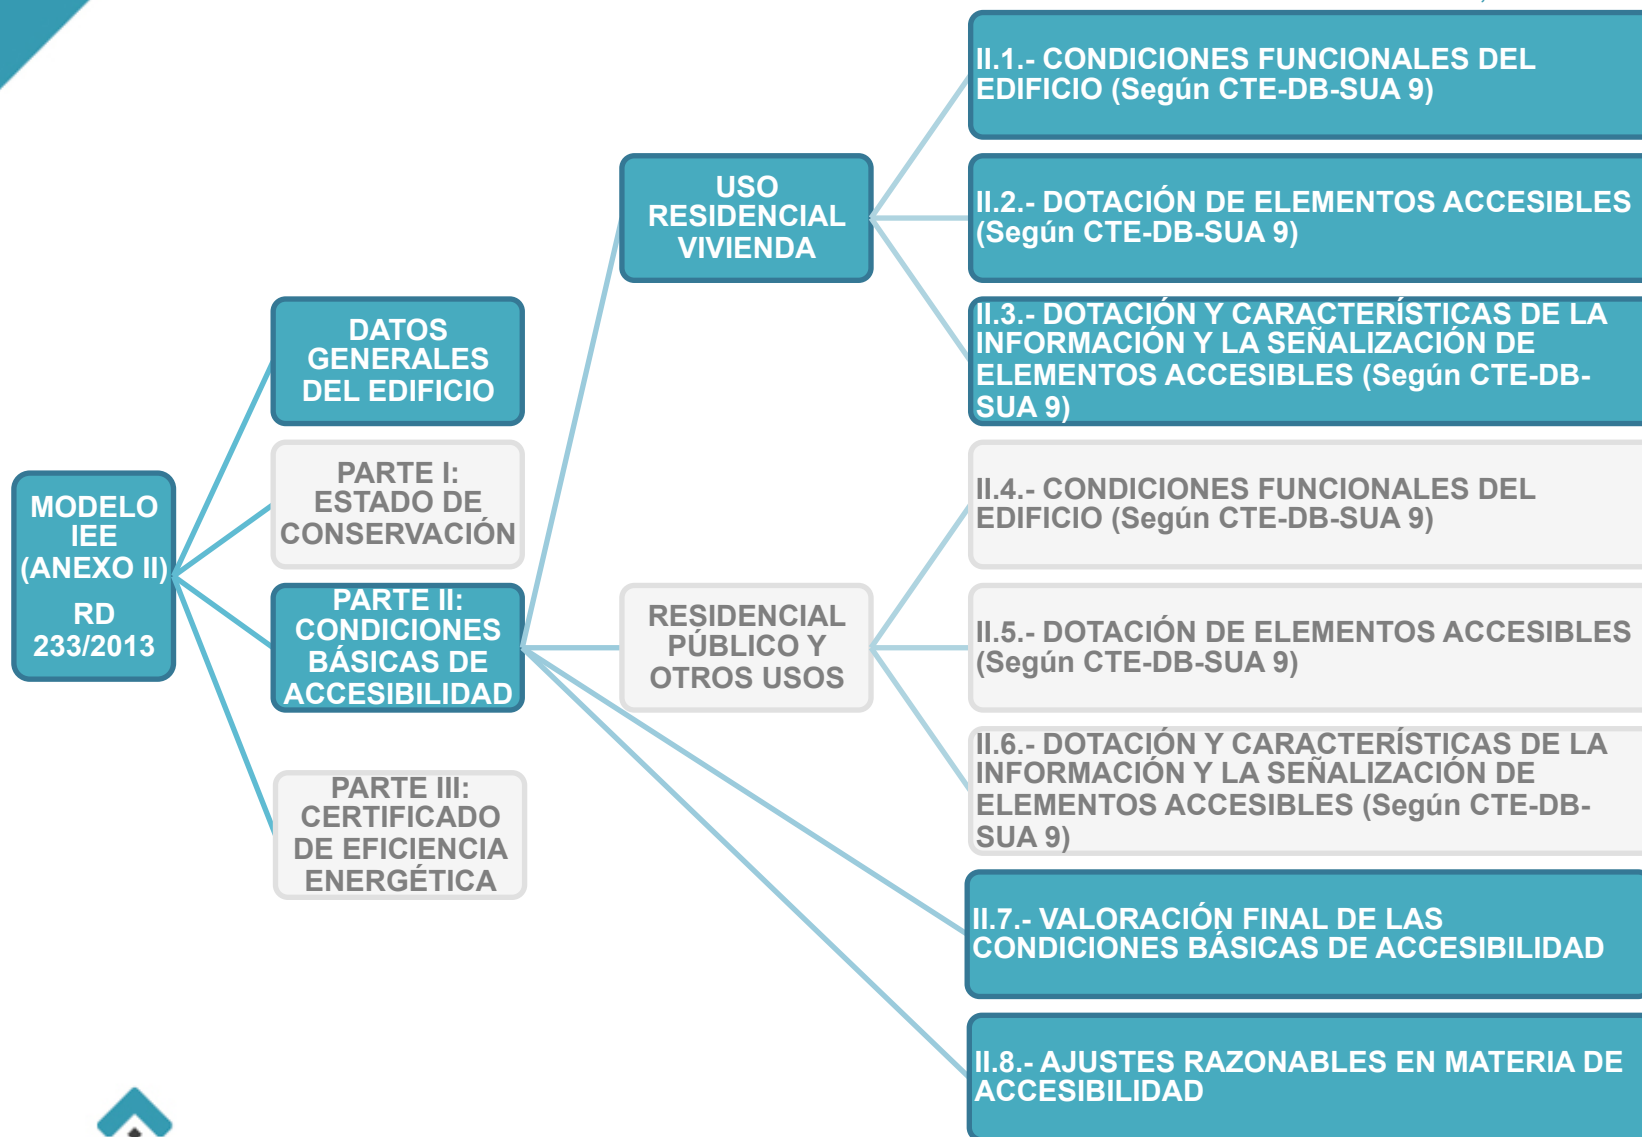 MODELO
IEE
(ANEXO II)
RD
233/2013
DATOS
GENERALES
DEL EDIFICIO
PARTE I:
ESTADO DE
CONSERVACIÓN
PARTE II:
CONDICIONES
BÁSICAS DE
ACCESIBILIDAD
PARTE III:
CERTIFICADO
DE EFICIENCIA
ENERGÉTICA
USO
RESIDENCIAL
VIVIENDA
RESIDENCIAL
PÚBLICO Y
OTROS USOS
II.1.- CONDICIONES FUNCIONALES DEL
EDIFICIO (Según CTE-DB-SUA 9)
II.2.- DOTACIÓN DE ELEMENTOS ACCESIBLES
(Según CTE-DB-SUA 9)
II.3.- DOTACIÓN Y CARACTERÍSTICAS DE LA
INFORMACIÓN Y LA SEÑALIZACIÓN DE
ELEMENTOS ACCESIBLES (Según CTE-DB-
SUA 9)
II.4.- CONDICIONES FUNCIONALES DEL
EDIFICIO (Según CTE-DB-SUA 9)
II.5.- DOTACIÓN DE ELEMENTOS ACCESIBLES
(Según CTE-DB-SUA 9)
II.6.- DOTACIÓN Y CARACTERÍSTICAS DE LA
INFORMACIÓN Y LA SEÑALIZACIÓN DE
ELEMENTOS ACCESIBLES (Según CTE-DB-
SUA 9)
II.7.- VALORACIÓN FINAL DE LAS
CONDICIONES BÁSICAS DE ACCESIBILIDAD
II.8.- AJUSTES RAZONABLES EN MATERIA DE
ACCESIBILIDAD